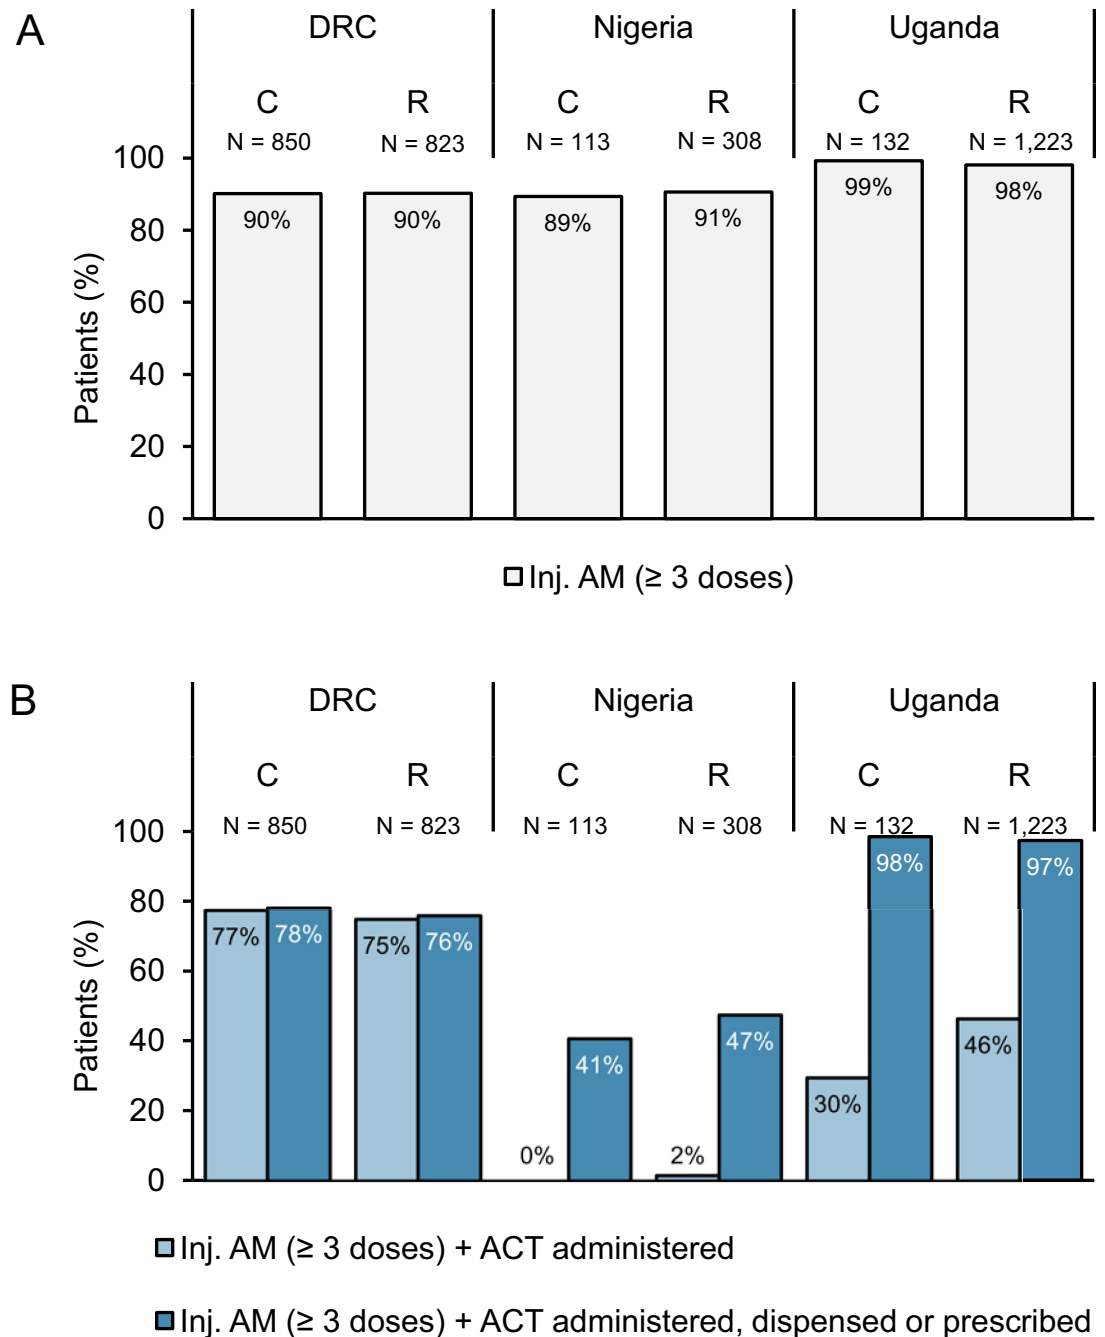 A
DRC Nigeria Uganda
C R C R C R
N = 850 N = 823 N = 113 N = 308 N = 132 N = 1,223
100
80
60
40
20
0
Patients (%)
90% 90% 89% 91% 99% 98%
Inj. AM (≥ 3 doses)
B
DRC Nigeria Uganda
C R C R C R
N = 850 N = 823 N = 113 N = 308 N = 132 N = 1,223
100
80
60
40
20
0
Patients (%)
77% 78% 75% 76% 0% 41% 2% 47% 30% 98% 46% 97%
Inj. AM (≥ 3 doses) + ACT administered
Inj. AM (≥ 3 doses) + ACT administered, dispensed or prescribed